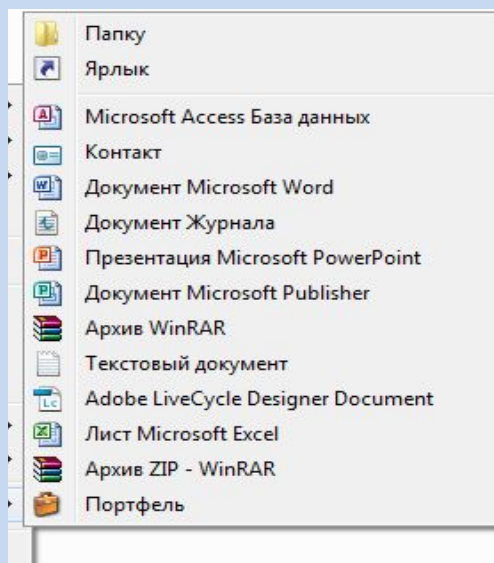 Папку
Ярлык
Microsoft Access База данных
Контакт
Документ Microsoft Word
Документ Журнала
Презентация Microsoft PowerPoint
Документ Microsoft Publisher
Архив WinRAR
Текстовый документ
Adobe LiveCycle Designer Document
Лист Microsoft Excel
Архив ZIP - WinRAR
Портфель